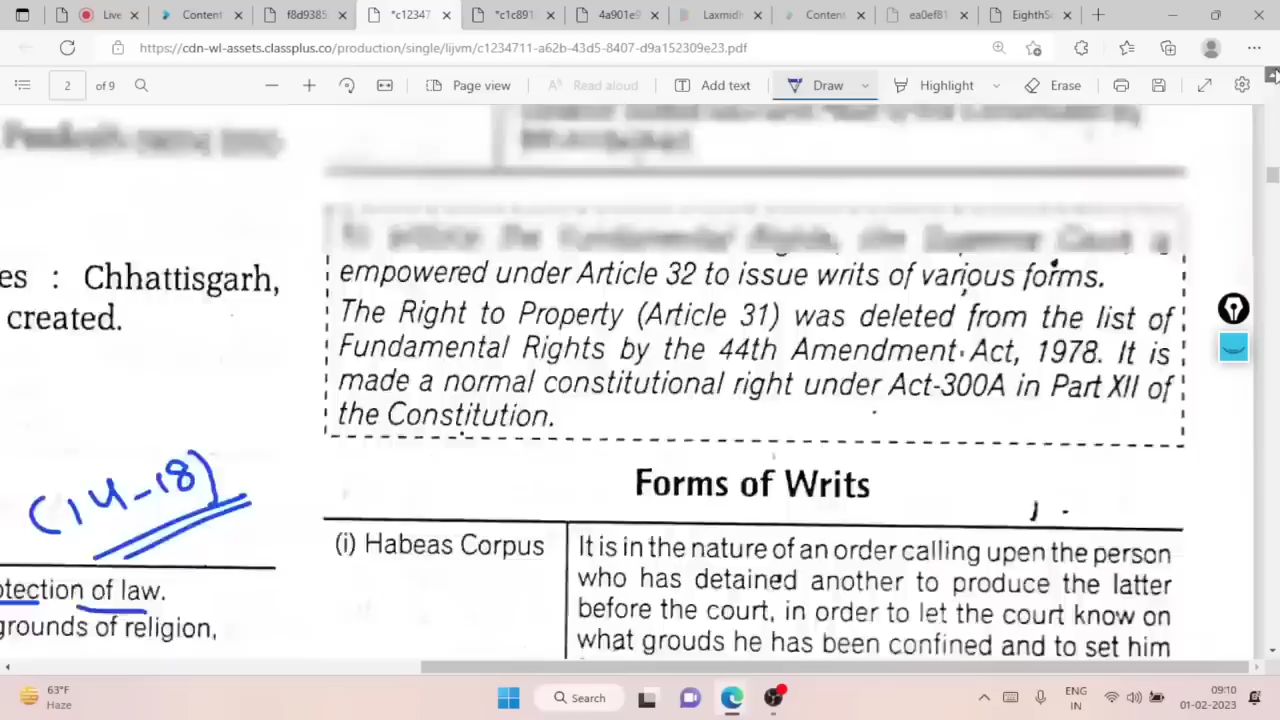 Live
Content
f8d9385
*c12347
*c1c891
4a901e9
Laxmidh
Content
ea0ef81
EighthSc
https://cdn-wl-assets.classplus.co/production/single/lijvm/c1234711-a62b-43d5-8407-d9a152309e23.pdf
2 of 9
Page view
Read aloud
Add text
Draw
Highlight
Erase
es : Chhattisgarh,
created.
(14-18)
otection of law.
grounds of religion,
empowered under Article 32 to issue writs of various forms.
The Right to Property (Article 31) was deleted from the list of
Fundamental Rights by the 44th Amendment Act, 1978. It is
made a normal constitutional right under Act-300A in Part XII of
the Constitution.
Forms of Writs
(i) Habeas Corpus
It is in the nature of an order calling upon the person
who has detained another to produce the latter
before the court, in order to let the court know on
what grouds he has been confined and to set him
63°F
Haze
Search
ENG
IN
09:10
01-02-2023